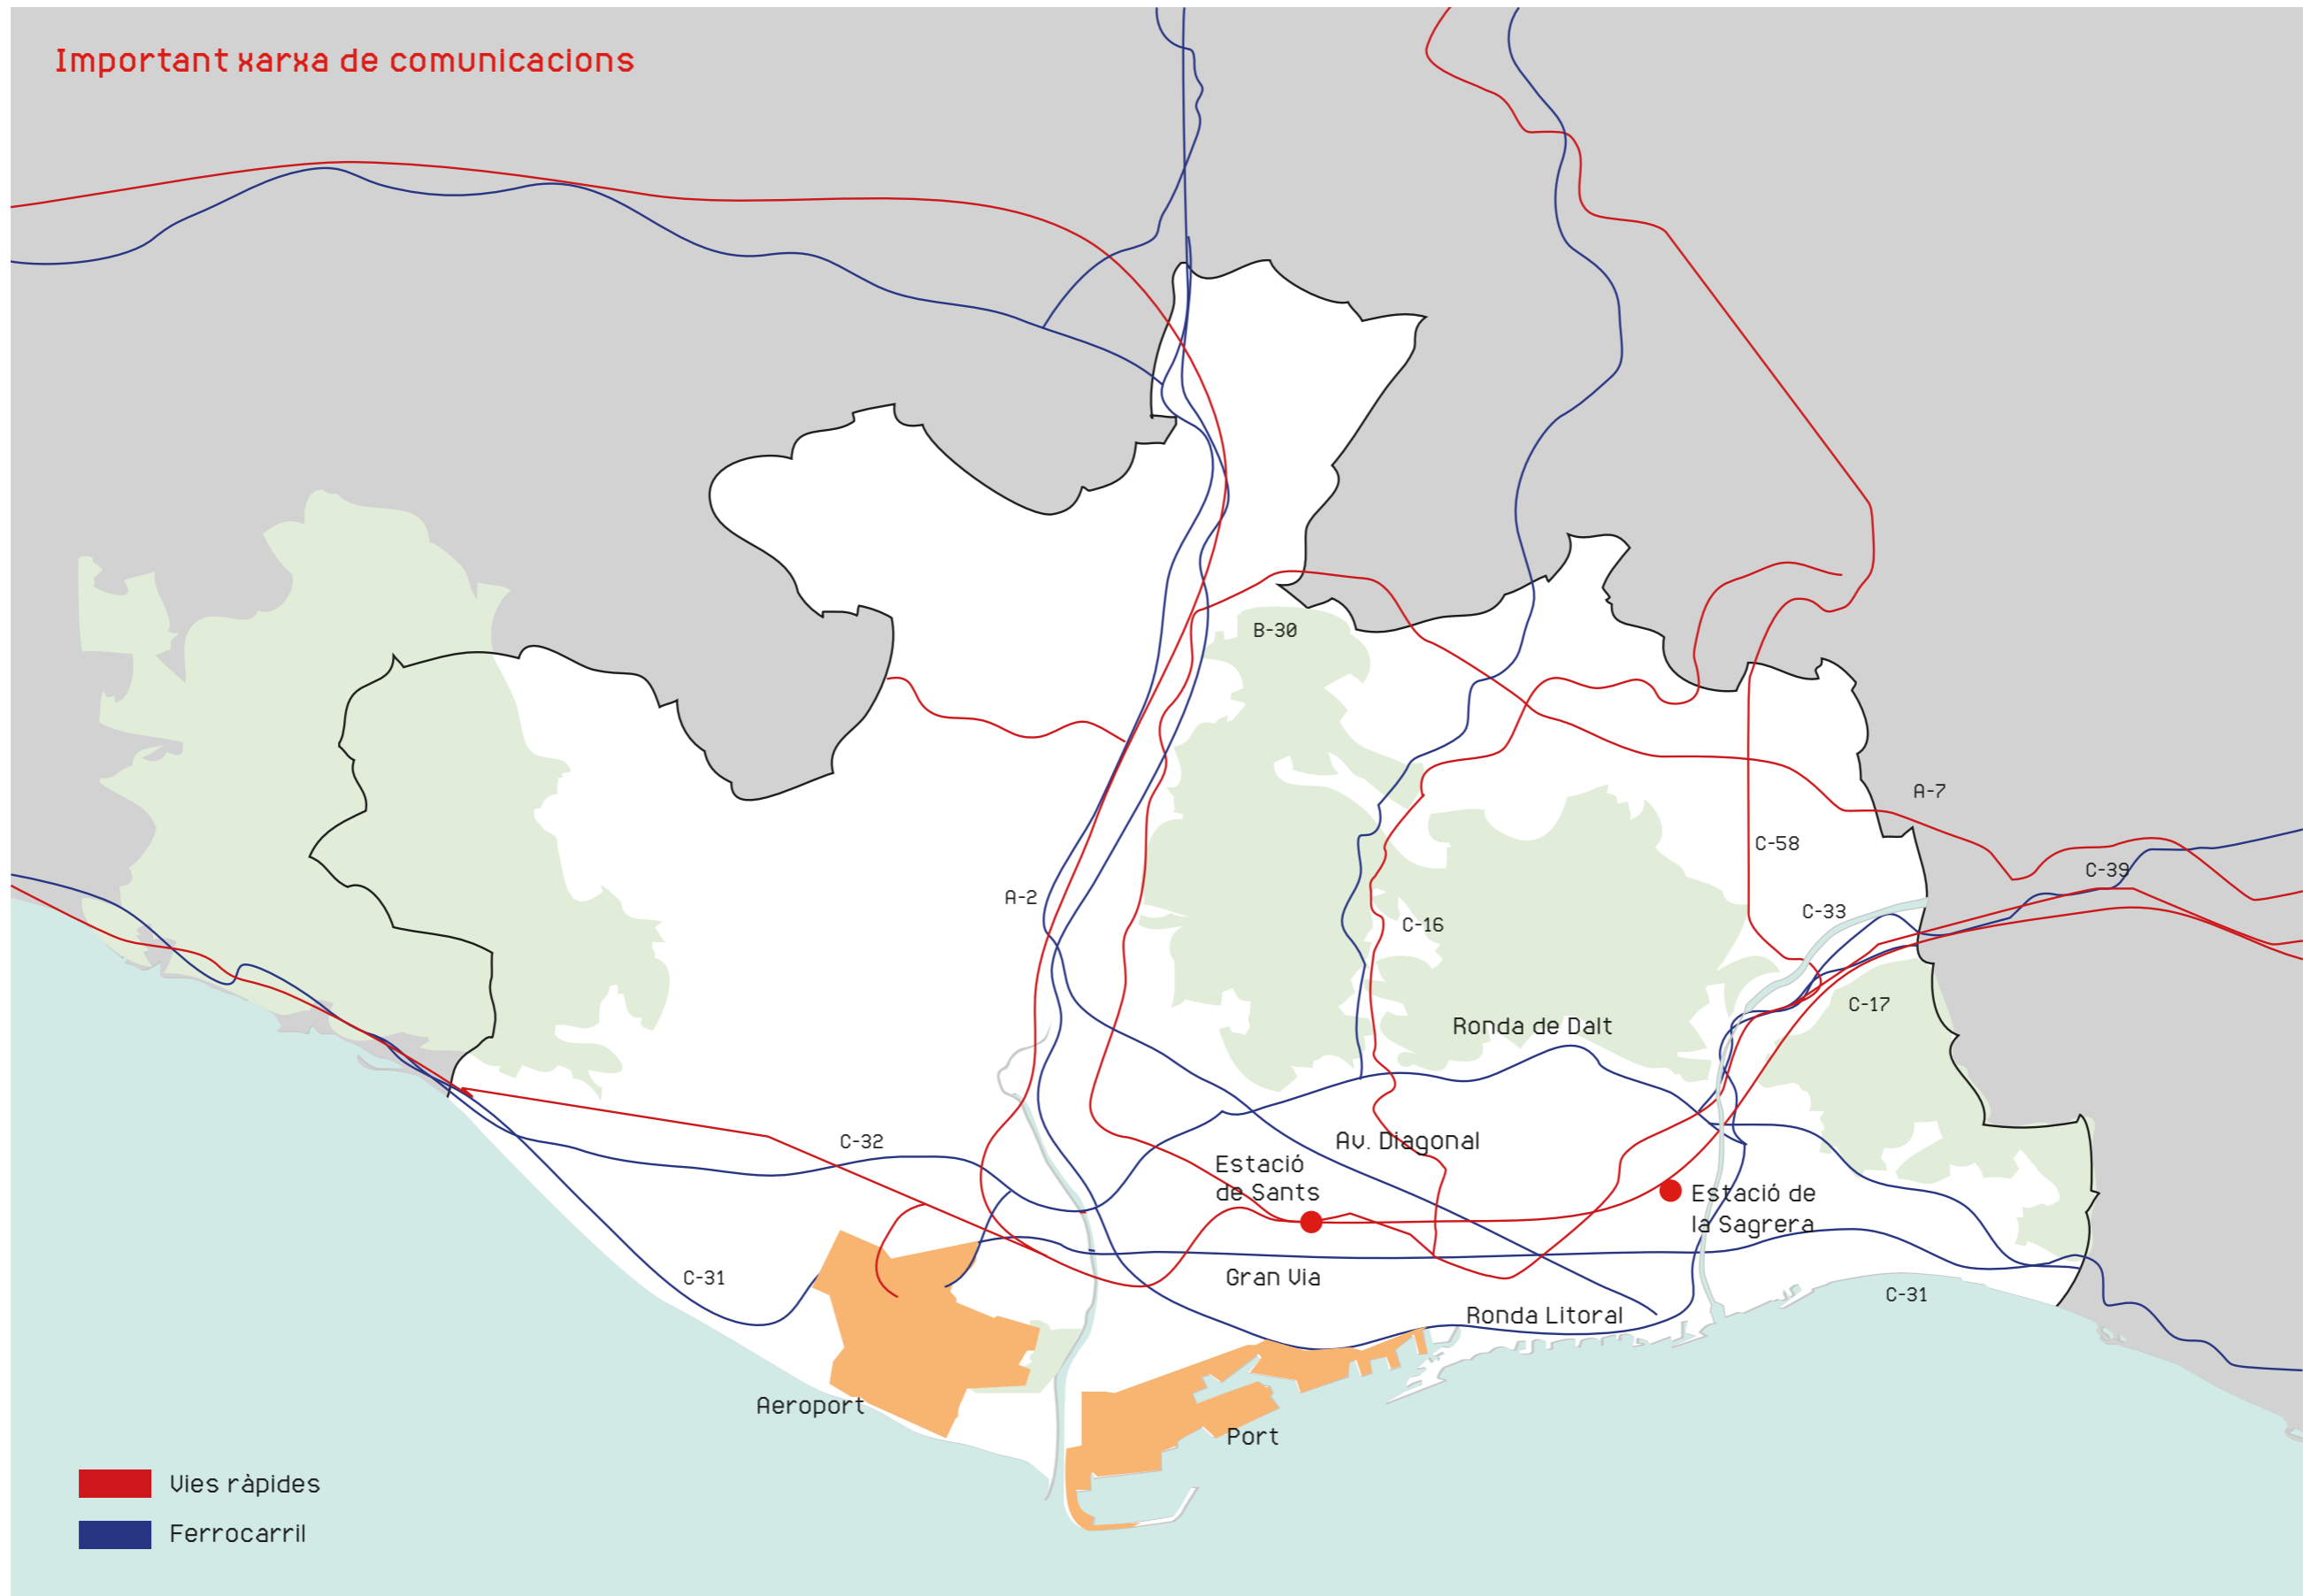 Important xarxa de comunicacions
B-30
A-7
C-58
C-39
A-2
C-33
C-16
C-17
Ronda de Dalt
C-32
Av. Diagonal
Estació
de Sants
Estació de
la Sagrera
C-31
Gran Via
C-31
Ronda Litoral
Aeroport
Port
Vies ràpides
Ferrocarril